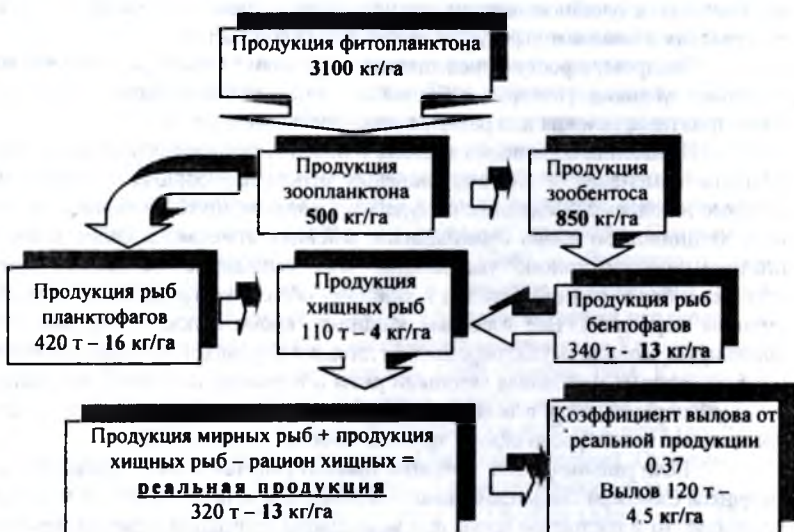 Продукция фитопланктона
3100 кг/га
Продукция
зоопланктона
500 кг/га
Продукция
зообентоса
850 кг/га
Продукция рыб
планктофагов
420 т – 16 кг/га
Продукция
хищных рыб
110 т – 4 кг/га
Продукция рыб
бентофагов
340 т - 13 кг/га
Продукция мирных рыб + продукция
хищных рыб – рацион хищных =
реальная продукция
320 т – 13 кг/га
Коэффициент вылова от
реальной продукции
0.37
Вылов 120 т –
4.5 кг/га